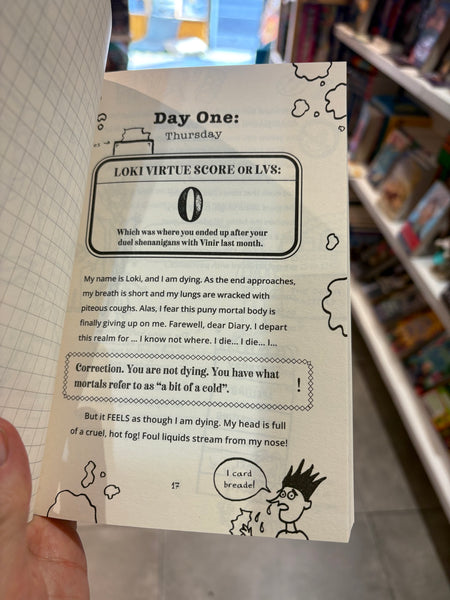 Day One:
Thursday
LOKI VIRTUE SCORE OR LVS:
0
Which was where you ended up after your
duel shenanigans with Vinir last month.
My name is Loki, and I am dying. As the end approaches,
my breath is short and my lungs are wracked with
piteous coughs. Alas, I fear this puny mortal body is
finally giving up on me. Farewell, dear Diary. I depart
this realm for ... I know not where. I die... I die... I...
Correction. You are not dying. You have what
mortals refer to as “a bit of a cold”.
!
But it FEELS as though I am dying. My head is full
of a cruel, hot fog! Foul liquids stream from my nose!
I card
breade!
17